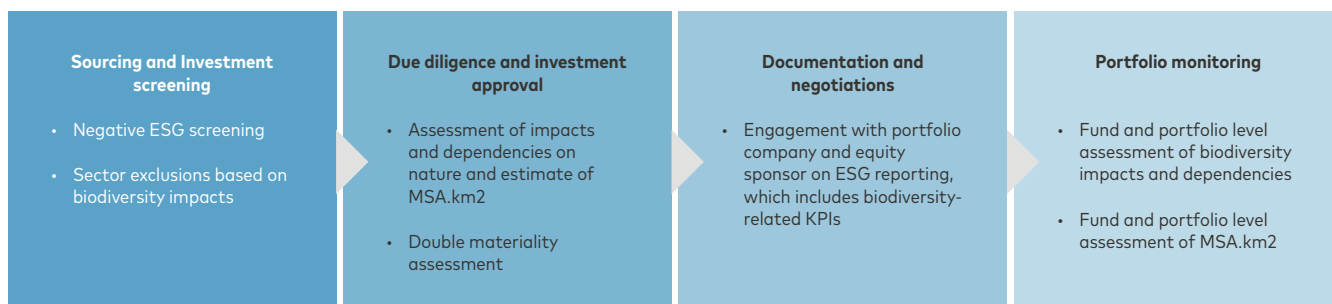 Sourcing and Investment
screening
• Negative ESG screening
• Sector exclusions based on
biodiversity impacts
Due diligence and investment
approval
• Assessment of impacts
and dependencies on
nature and estimate of
MSA.km2
• Double materiality
assessment
Documentation and
negotiations
• Engagement with portfolio
company and equity
sponsor on ESG reporting,
which includes biodiversity-
related KPIs
Portfolio monitoring
• Fund and portfolio level
assessment of biodiversity
impacts and dependencies
• Fund and portfolio level
assessment of MSA.km2